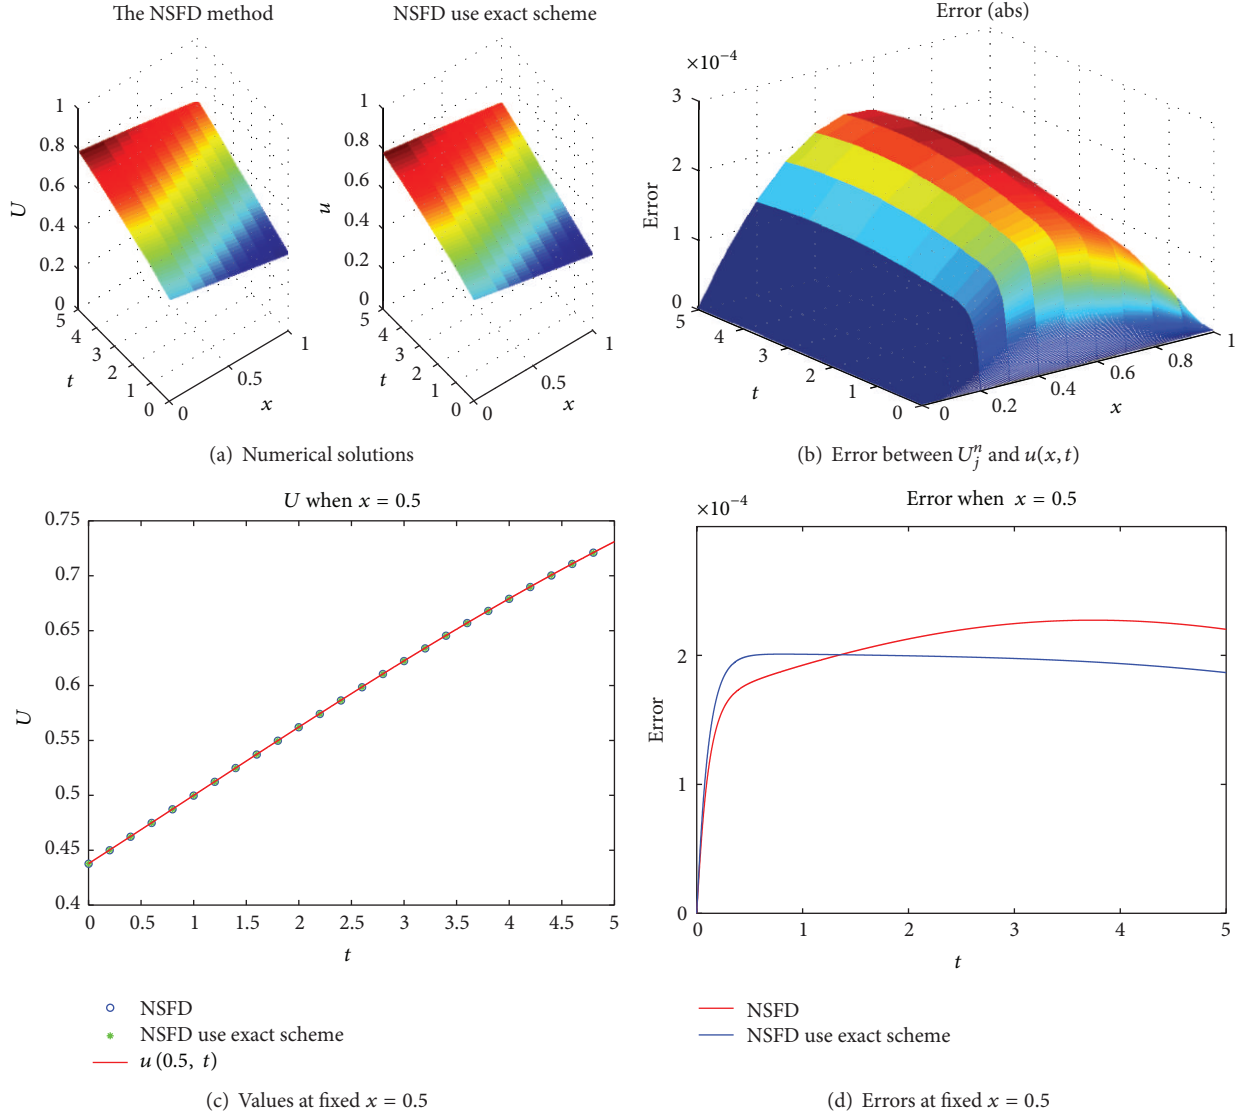 The NSFD method
NSFD use exact scheme
Error (abs)
×10⁻⁴
U
1
0.8
0.6
0.4
0.2
0
5
4
3
2
1
0
t
0
0.5
1
x
u
1
0.8
0.6
0.4
0.2
0
5
4
3
2
1
0
t
0
0.5
1
x
Error
3
2
1
0
5
4
3
2
1
0
t
0
0.2
0.4
0.6
0.8
1
x
(a) Numerical solutions
(b) Error between U_j^n and u(x, t)
U when x = 0.5
U
0.75
0.7
0.65
0.6
0.55
0.5
0.45
0.4
0 0.5 1 1.5 2 2.5 3 3.5 4 4.5 5
t
NSFD
NSFD use exact scheme
u (0.5, t)
(c) Values at fixed x = 0.5
Error when x = 0.5
×10⁻⁴
Error
2
1
0
0 1 2 3 4 5
t
NSFD
NSFD use exact scheme
(d) Errors at fixed x = 0.5